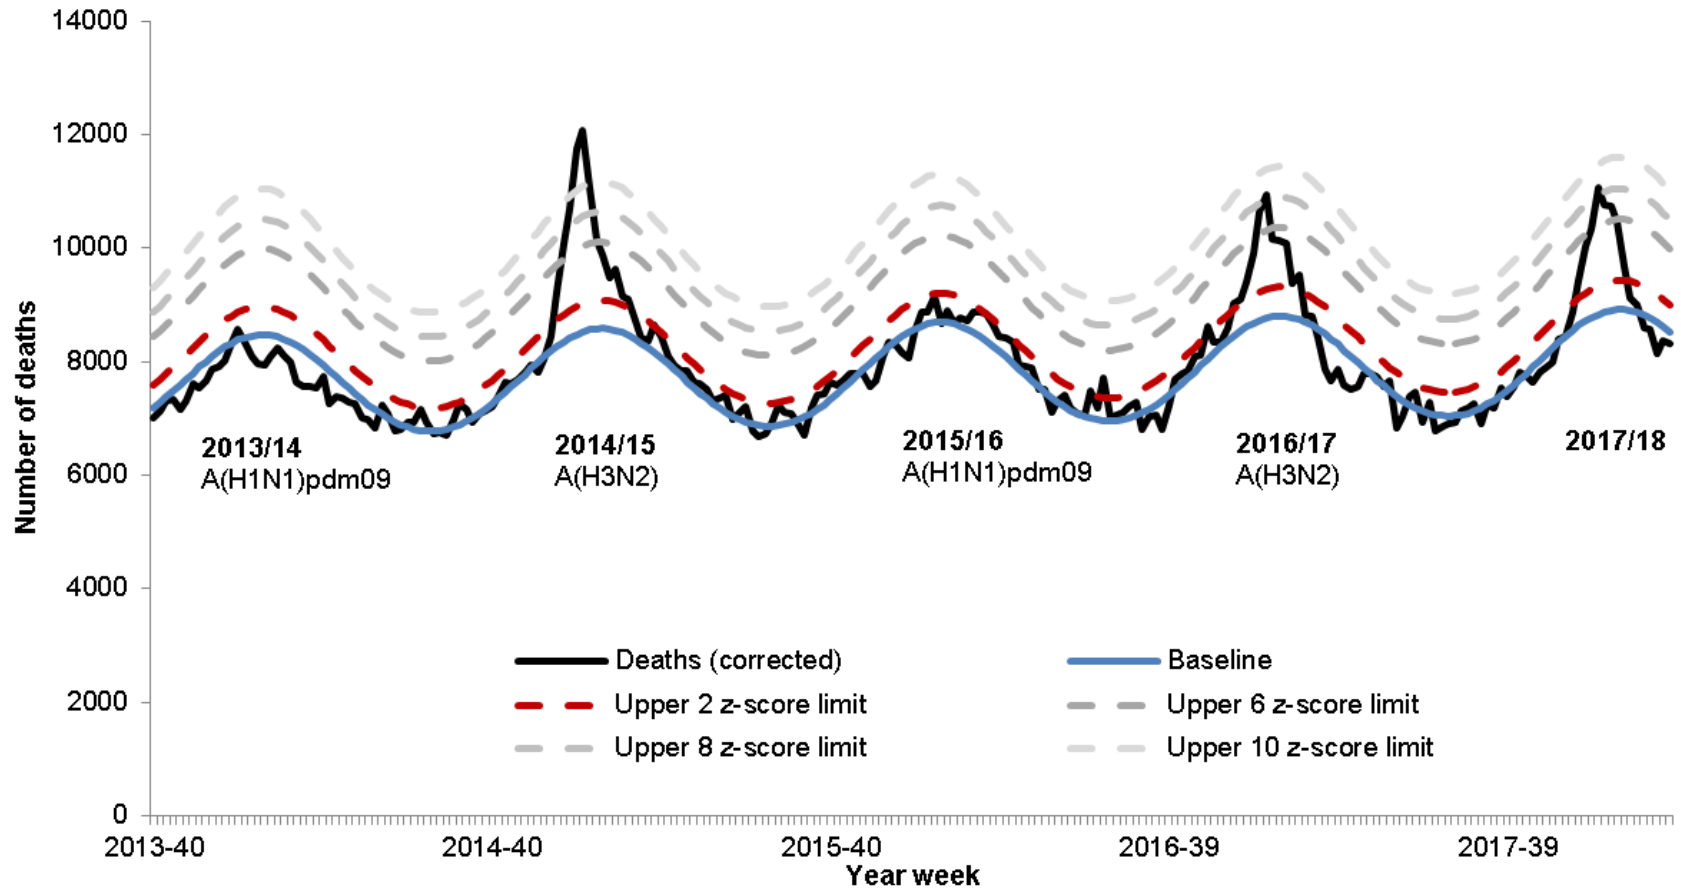 14000
12000
10000
8000
6000
4000
2000
0
Number of deaths
2013/14
A(H1N1)pdm09
2014/15
A(H3N2)
2015/16
A(H1N1)pdm09
2016/17
A(H3N2)
2017/18
Deaths (corrected)
Baseline
Upper 2 z-score limit
Upper 6 z-score limit
Upper 8 z-score limit
Upper 10 z-score limit
2013-40
2014-40
2015-40
2016-39
2017-39
Year week